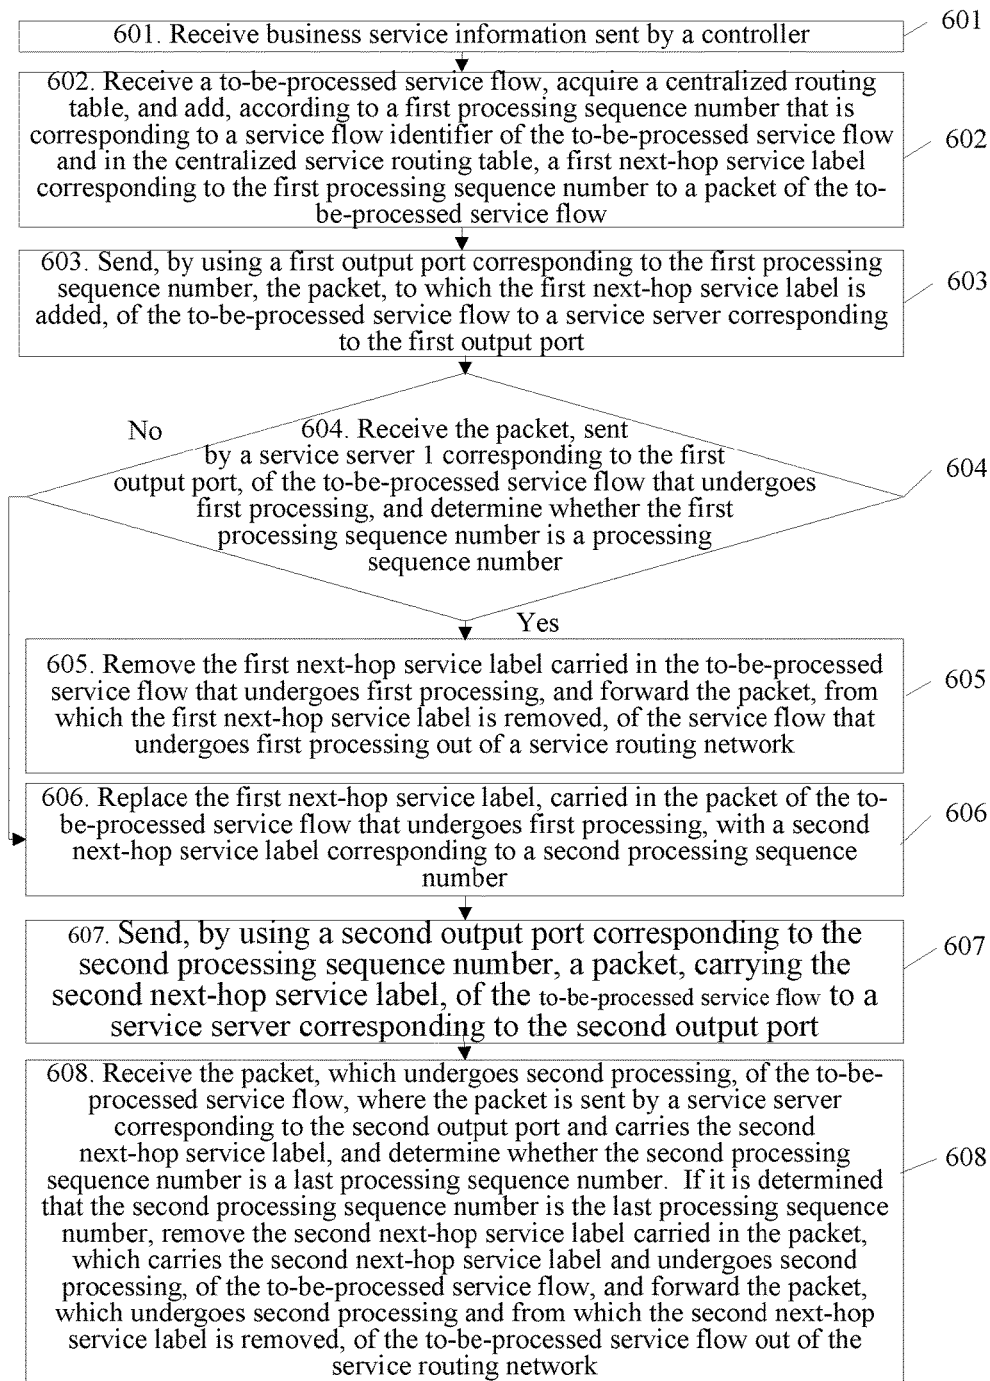 601. Receive business service information sent by a controller
601
602. Receive a to-be-processed service flow, acquire a centralized routing
table, and add, according to a first processing sequence number that is
corresponding to a service flow identifier of the to-be-processed service flow
and in the centralized service routing table, a first next-hop service label
corresponding to the first processing sequence number to a packet of the to-
be-processed service flow
602
603. Send, by using a first output port corresponding to the first processing
sequence number, the packet, to which the first next-hop service label is
added, of the to-be-processed service flow to a service server corresponding
to the first output port
603
No
604. Receive the packet, sent
by a service server 1 corresponding to the first
output port, of the to-be-processed service flow that undergoes
first processing, and determine whether the first
processing sequence number is a processing
sequence number
604
Yes
605. Remove the first next-hop service label carried in the to-be-processed
service flow that undergoes first processing, and forward the packet, from
which the first next-hop service label is removed, of the service flow that
undergoes first processing out of a service routing network
605
606. Replace the first next-hop service label, carried in the packet of the to-
be-processed service flow that undergoes first processing, with a second
next-hop service label corresponding to a second processing sequence
number
606
607. Send, by using a second output port corresponding to the
second processing sequence number, a packet, carrying the
second next-hop service label, of the to-be-processed service flow to a
service server corresponding to the second output port
607
608. Receive the packet, which undergoes second processing, of the to-be-
processed service flow, where the packet is sent by a service server
corresponding to the second output port and carries the second
next-hop service label, and determine whether the second processing
sequence number is a last processing sequence number. If it is determined
that the second processing sequence number is the last processing sequence
number, remove the second next-hop service label carried in the packet,
which carries the second next-hop service label and undergoes second
processing, of the to-be-processed service flow, and forward the packet,
which undergoes second processing and from which the second next-hop
service label is removed, of the to-be-processed service flow out of the
service routing network
608